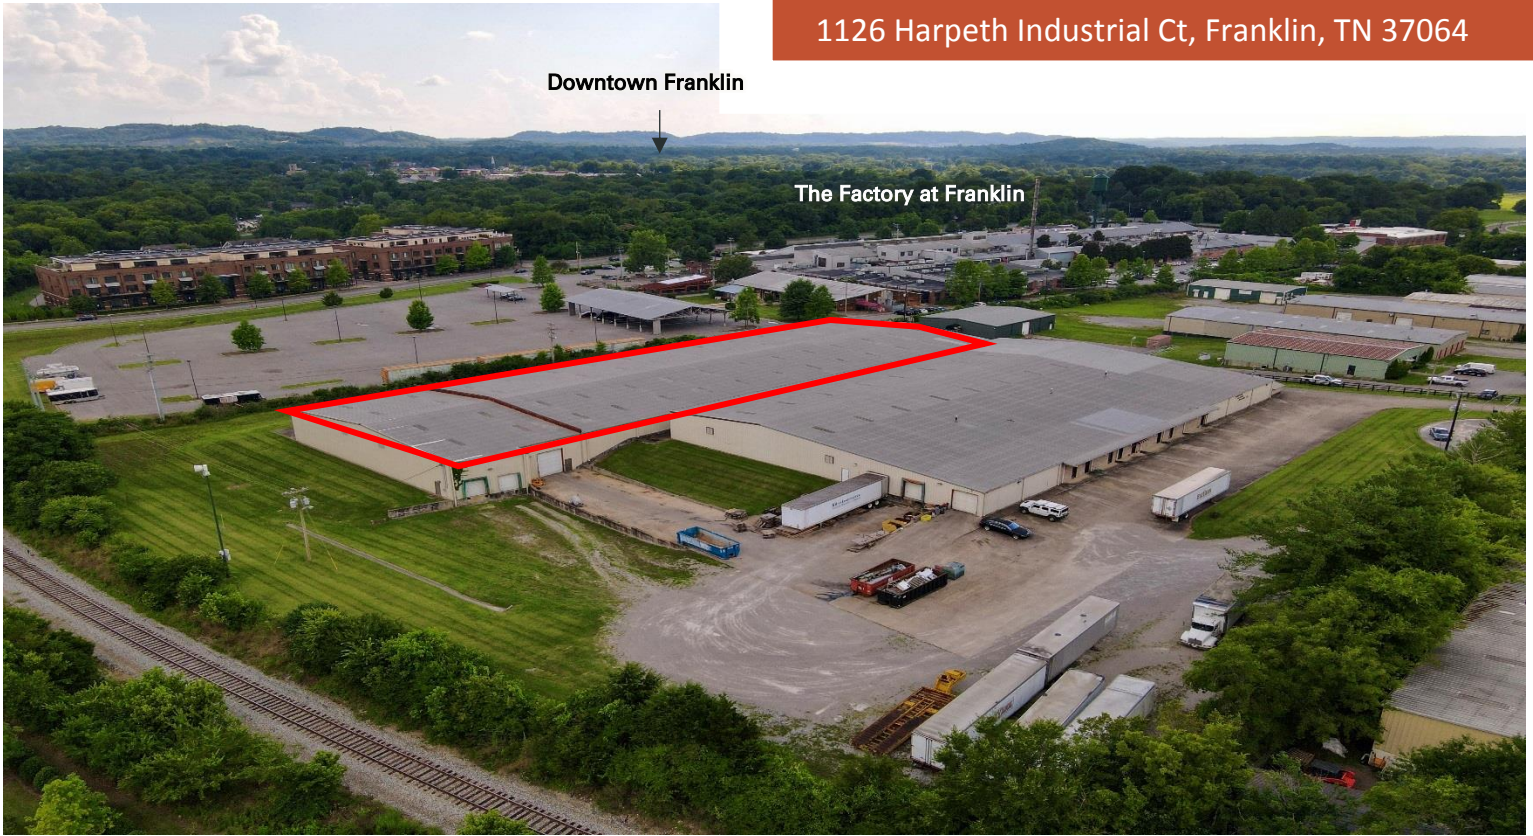 1126 Harpeth Industrial Ct, Franklin, TN 37064
Downtown Franklin
The Factory at Franklin